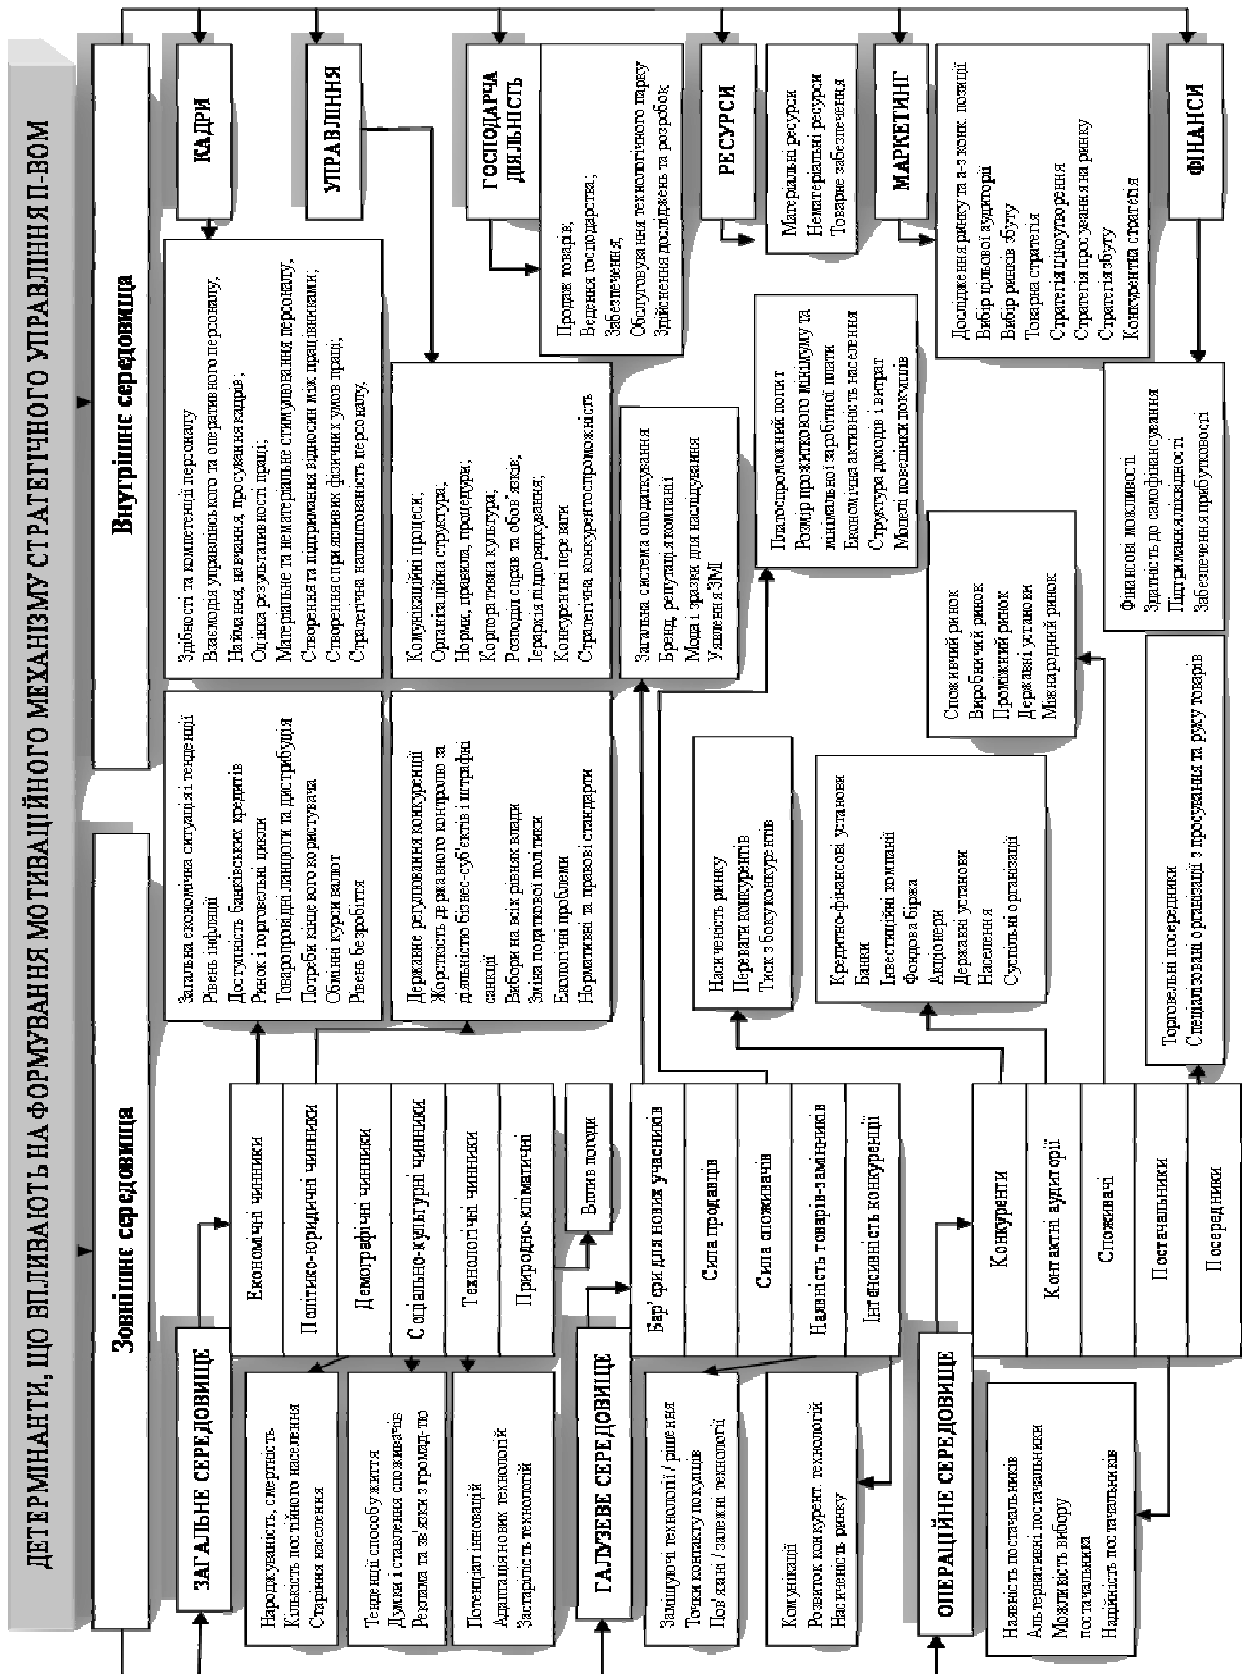 ДЕТЕРМІНАНТИ, ЩО ВПЛИВАЮТЬ НА ФОРМУВАННЯ МОТИВАЦІЙНОГО МЕХАНІЗМУ СТРАТЕГІЧНОГО УПРАВЛІННЯ П-ВОМ
Зовнішнє середовища
Внутрішнє середовища
ЗАГАЛЬНЕ СЕРЕДОВИЩЕ
Економічні чинники
Політико-юридичні чинники
Демографічні чинники
Соціально-культурні чинники
Технологічні чинники
Природно-кліматичні
Вплив погоди
Народжуваність, смертність
Кількість постійного населення
Старіння населення
Тенденції способу життя
Думки і ставлення споживачів
Реклама та зв'язки з громад-тю
Потенціал інновацій
Адаптація нових технологій
Застарілість технологій
Загальна економічна ситуація і тенденції
Рівень інфляції
Доступність банківських кредитів
Ринок і торговельні цикли
Товаропровідні ланцюги та дистрибуція
Потреби кінцевого користувача
Обмінні курси валют
Рівень безробіття
Державне регулювання конкуренції
Жорсткість державного контролю за
діяльністю бізнес-суб'єктів і штрафні
санкції
Вибори на всіх рівнях влади
Зміна податкової політики
Екологічні проблеми
Нормативні та правові стандарти
ГАЛУЗЕВЕ СЕРЕДОВИЩЕ
Бар'єри для нових учасників
Сила продавців
Сила споживачів
Наявність товарів-замінників
Інтенсивність конкуренції
Заміщуючі технології / рішення
Точки контакту покупців
Пов'язані / залежні технології
Комунікації
Розвиток конкурент. технологій
Насиченість ринку
Загальна система оподаткування
Бренд, репутація компанії
Мода і зразки для наслідування
Уявлення ЗМІ
Платоспроможний попит
Розмір прожиткового мінімуму та
мінімальної заробітної плати
Економічна активність населення
Структура доходів і витрат
Моделі поведінки покупців
ОПЕРАЦІЙНЕ СЕРЕДОВИЩЕ
Конкуренти
Контактні аудиторії
Споживачі
Постачальники
Посередники
Наявність постачальників
Альтернативні постачальники
Можливість вибору
постачальника
Надійність постачальників
Насиченість ринку
Переваги конкурентів
Тиск з боку конкурентів
Кредитно-фінансові установи
Банки
Інвестиційні компанії
Фондова біржа
Акціонери
Державні установи
Населення
Суспільні організації
Споживчий ринок
Виробничий ринок
Проміжний ринок
Державні установи
Міжнародний ринок
Торговельні посередники
Спеціалізовані організації з просування та руху товарів
КАДРИ
Здібності та компетенції персоналу
Взаємодія управлінського та оперативного персоналу;
Наймання, навчання, просування кадрів;
Оцінка результативності праці;
Матеріальне та нематеріальне стимулювання персоналу;
Створення та підтримання відносин між працівниками;
Створення сприятливих фізичних умов праці;
Стратегічна налаштованість персоналу;
УПРАВЛІННЯ
Комунікаційні процеси;
Організаційна структура;
Норми, правила, процедури;
Корпоративна культура;
Розподіл прав та обов'язків;
Ієрархія підпорядкування;
Конкурентні переваги
Стратегічна конкурентоспроможність
ГОСПОДАРЧА
ДІЯЛЬНІСТЬ
Продаж товарів;
Ведення господарства;
Забезпечення;
Обслуговування технологічного парку
Здійснення досліджень та розробок;
РЕСУРСИ
Матеріальні ресурси
Нематеріальні ресурси
Товарне забезпечення
МАРКЕТИНГ
Дослідження ринку та а-з конк. позиції
Вибір цільової аудиторії
Вибір ринків збуту
Товарна стратегія
Стратегія ціноутворення
Стратегія просування на ринку
Стратегія збуту
Конкурентка стратегія
ФІНАНСИ
Фінансові можливості
Здатність до самофінансування
Підтримання ліквідності
Забезпечення прибутковості